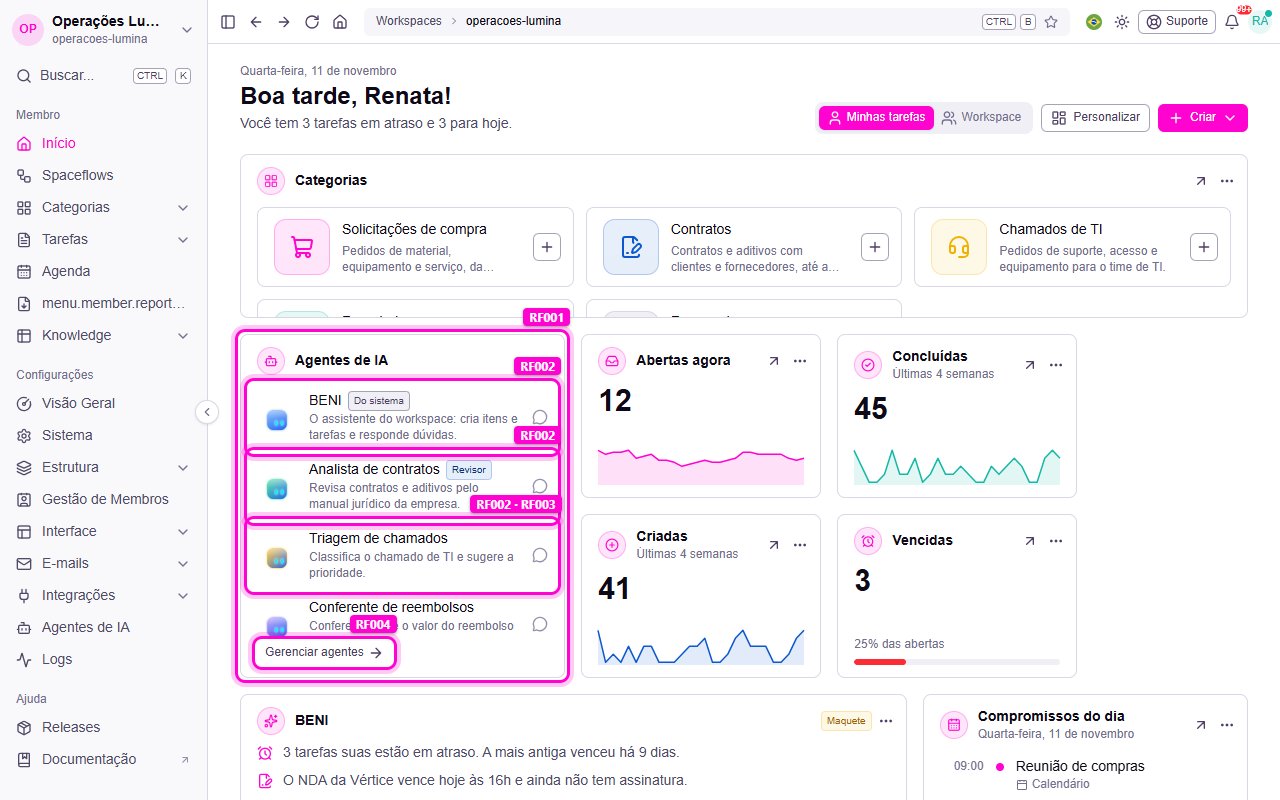 OP
Operações Lu...
operacoes-lumina
Buscar...
CTRL
K
Membro
Início
Spaceflows
Categorias
Tarefas
Agenda
menu.member.report...
Knowledge
Configurações
Visão Geral
Sistema
Estrutura
Gestão de Membros
Interface
E-mails
Integrações
Agentes de IA
Logs
Ajuda
Releases
Documentação
Workspaces
operacoes-lumina
CTRL
B
Suporte
99+
RA
Quarta-feira, 11 de novembro
Boa tarde, Renata!
Você tem 3 tarefas em atraso e 3 para hoje.
Minhas tarefas
Workspace
Personalizar
Criar
Categorias
Solicitações de compra
Pedidos de material,
equipamento e serviço, da...
Contratos
Contratos e aditivos com
clientes e fornecedores, até a...
Chamados de TI
Pedidos de suporte, acesso e
equipamento para o time de TI.
RF001
Agentes de IA
RF002
BENI
Do sistema
O assistente do workspace: cria itens e
tarefas e responde dúvidas.
RF002
Analista de contratos
Revisor
Revisa contratos e aditivos pelo
manual jurídico da empresa.
RF002 - RF003
Triagem de chamados
Classifica o chamado de TI e sugere a
prioridade.
Conferente de reembolsos
o valor do reembolso
RF004
Gerenciar agentes
Abertas agora
12
Concluídas
Últimas 4 semanas
45
Criadas
Últimas 4 semanas
41
Vencidas
3
25% das abertas
BENI
Maquete
3 tarefas suas estão em atraso. A mais antiga venceu há 9 dias.
O NDA da Vértice vence hoje às 16h e ainda não tem assinatura.
Compromissos do dia
Quarta-feira, 11 de novembro
09:00
Reunião de compras
Calendário